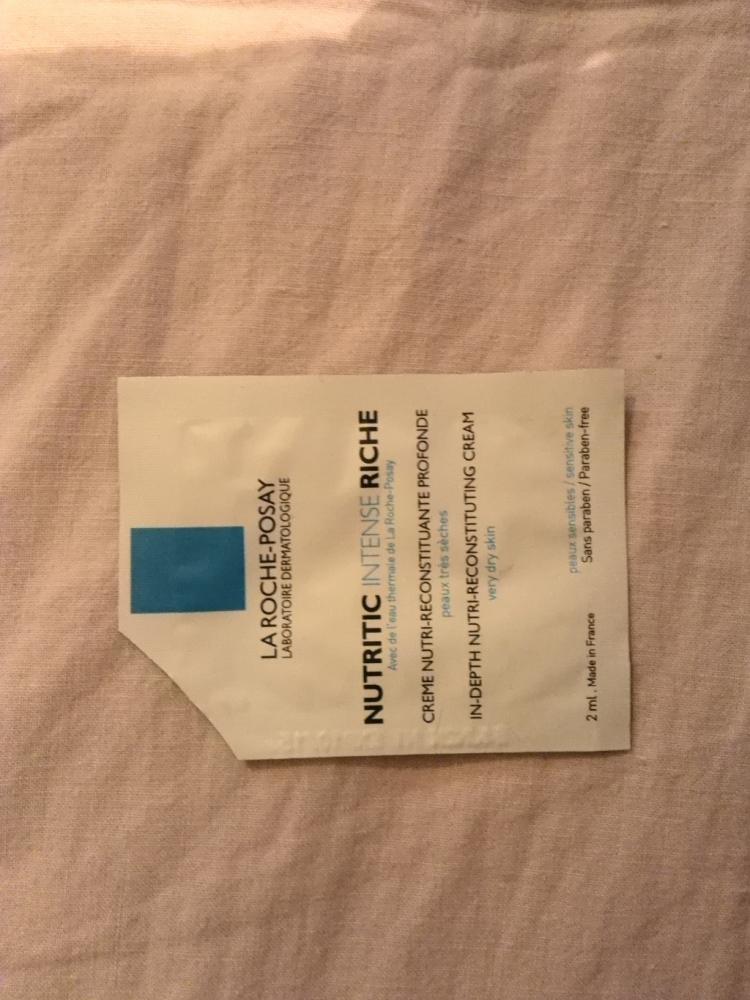 LA ROCHE-POSAY
LABORATOIRE DERMATOLOGIQUE
NUTRITIC INTENSE RICHE
Avec de l'eau thermale de La Roche-Posay
CREME NUTRI-RECONSTITUANTE PROFONDE
peaux très sèches
IN-DEPTH NUTRI-RECONSTITUTING CREAM
very dry skin
peaux sensibles / sensitive skin
2 ml . Made in France Sans paraben / Paraben-free